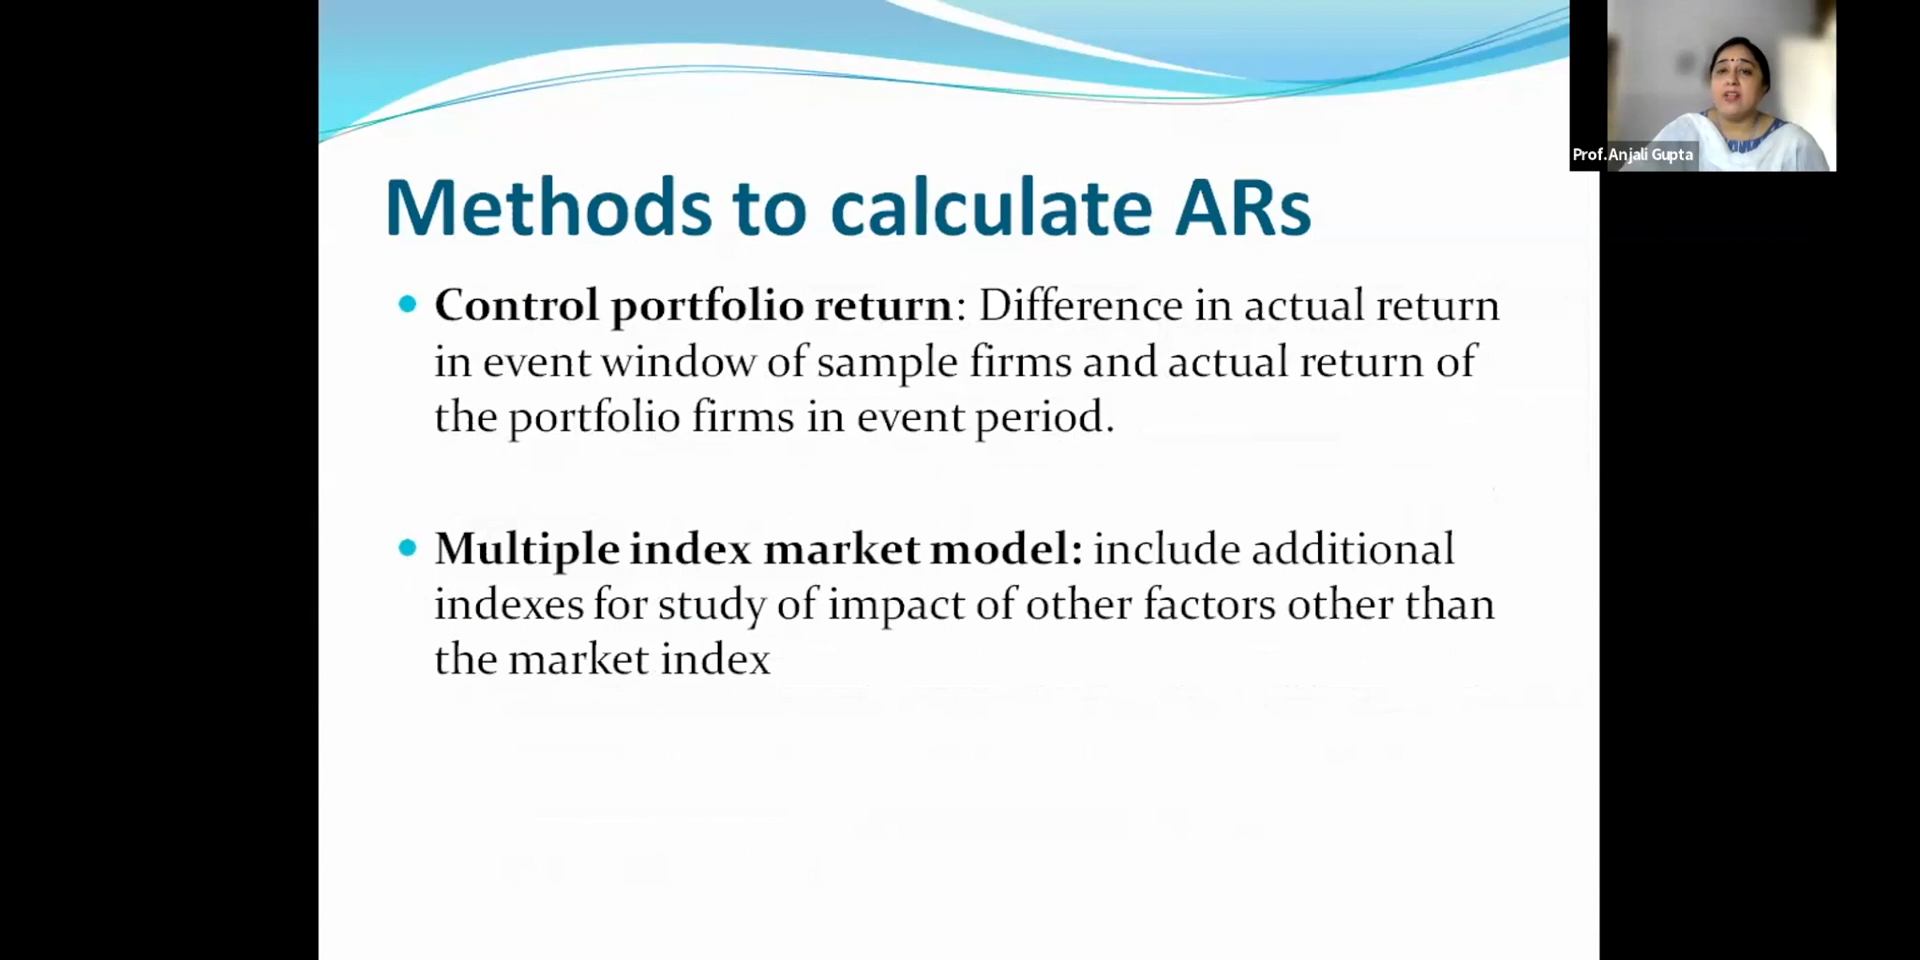 Methods to calculate ARs
Control portfolio return: Difference in actual return
in event window of sample firms and actual return of
the portfolio firms in event period.
Multiple index market model: include additional
indexes for study of impact of other factors other than
the market index
Prof.Anjali Gupta